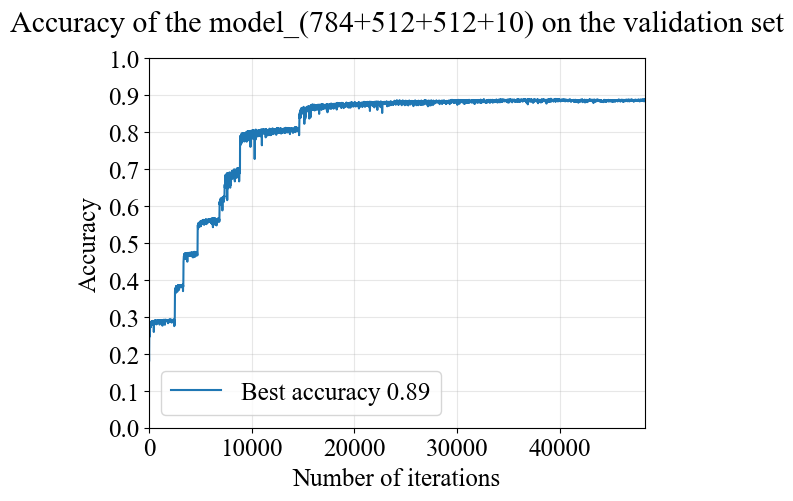 Accuracy of the model_(784+512+512+10) on the validation set
1.0
0.9
0.8
0.7
0.6
0.5
0.4
0.3
0.2
0.1
0.0
Accuracy
Best accuracy 0.89
0 10000 20000 30000 40000
Number of iterations